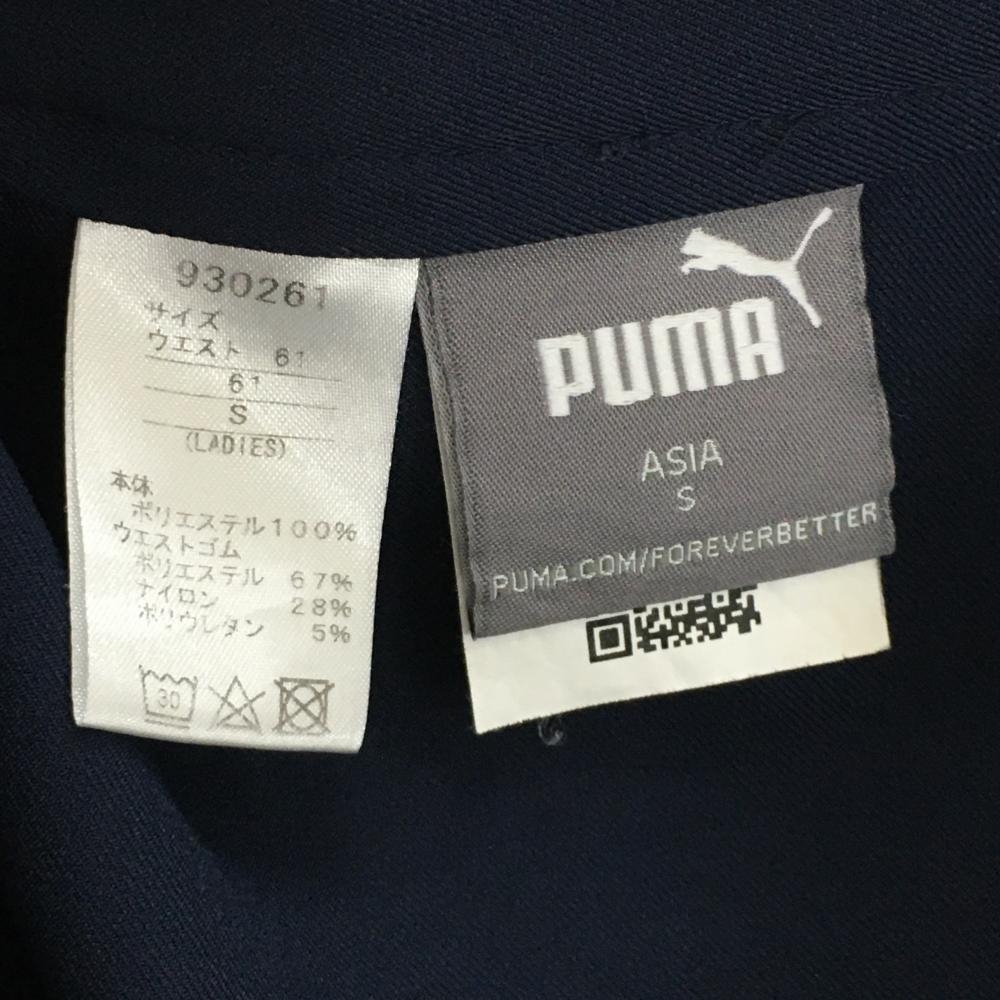 930261
サイズ
ウエスト 61
61
S
(LADIES)
本体
ポリエステル100%
ウエストゴム
ポリエステル 67%
ナイロン 28%
ポリウレタン 5%
30
PUMA
ASIA
S
PUMA.COM/FOREVERBETTER